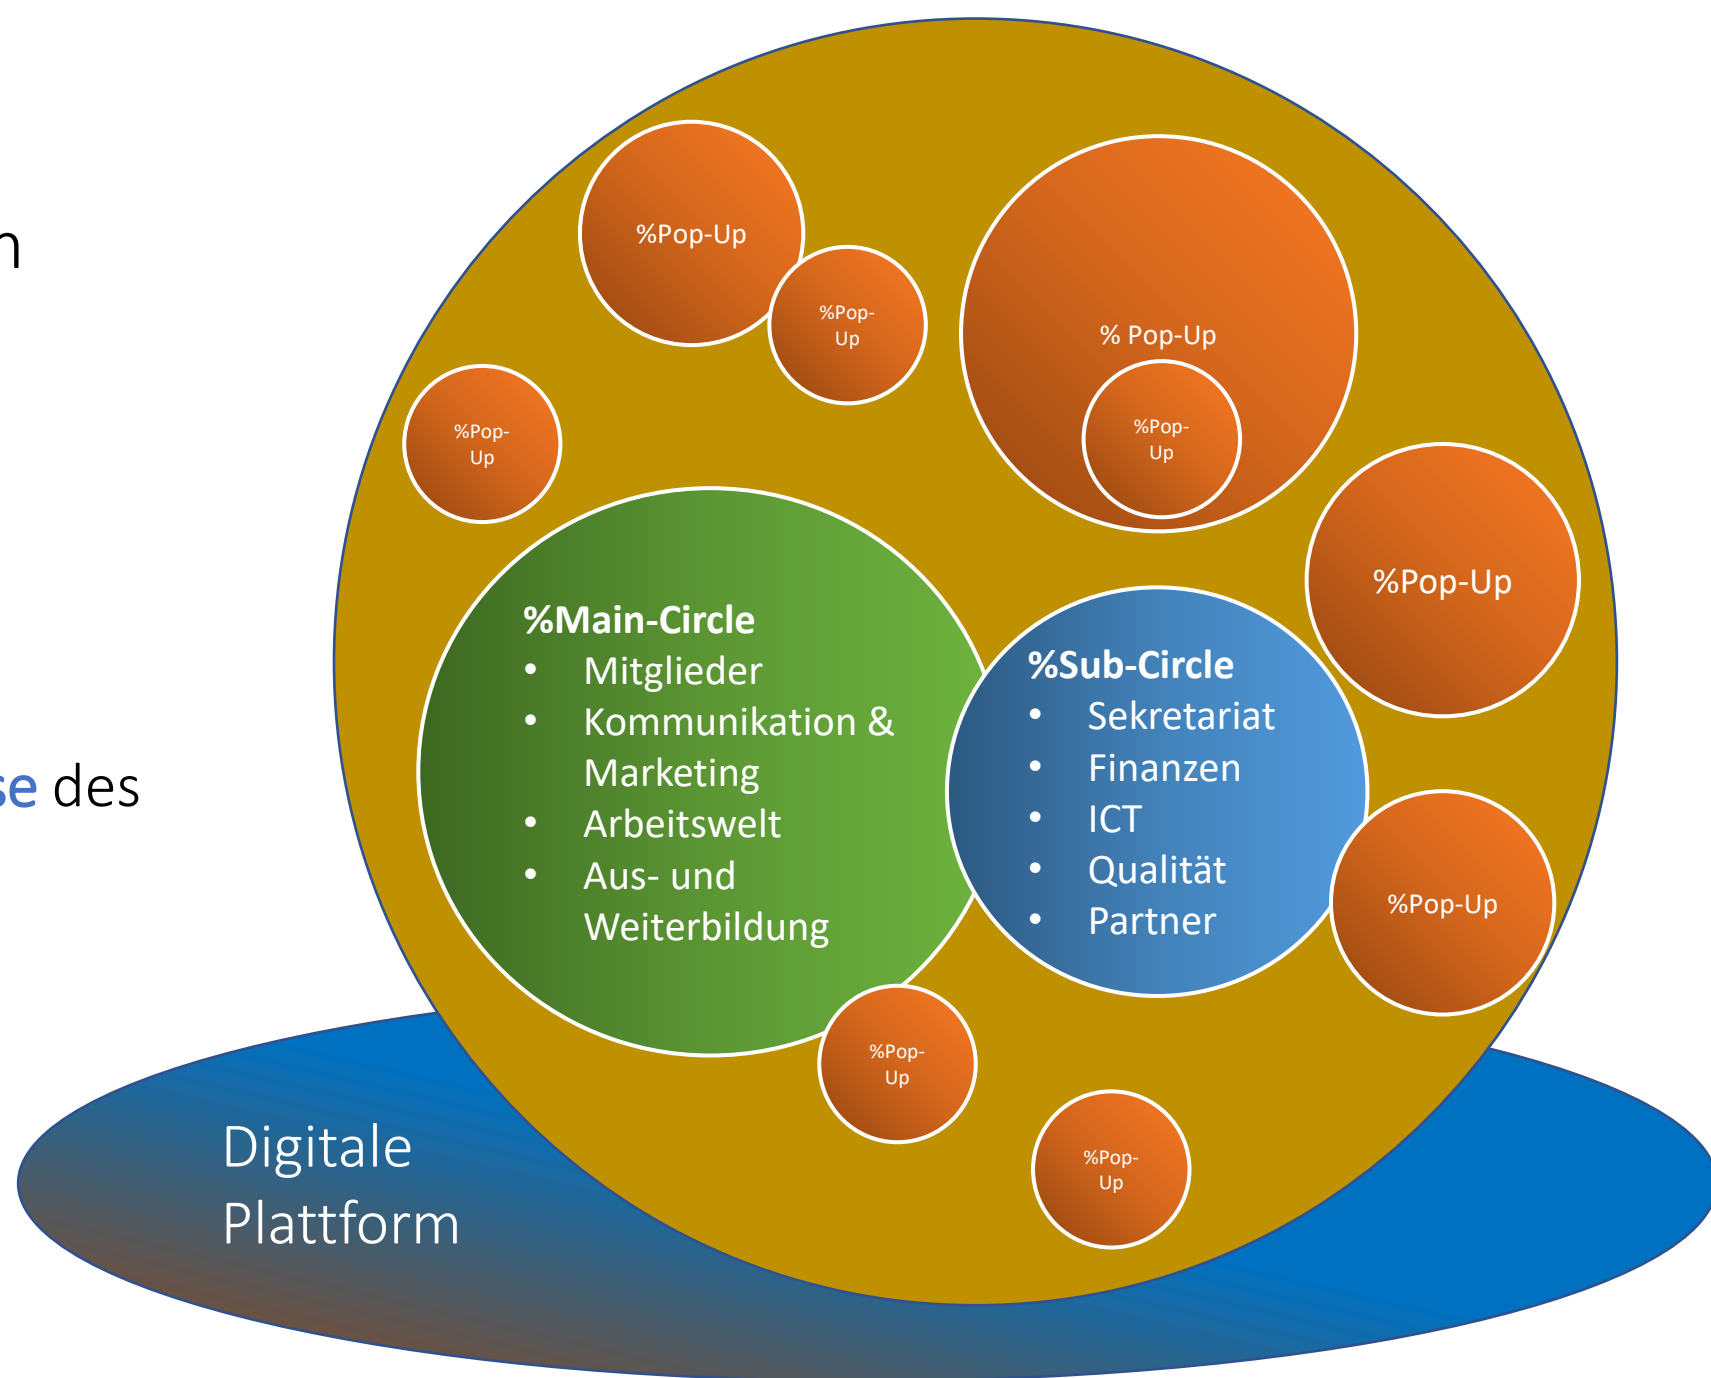 %Pop-Up
n
%Pop-
Up
% Pop-Up
%Pop-
Up
%Pop-
Up
%Pop-Up
%Main-Circle
• Mitglieder
• Kommunikation &
Marketing
• Arbeitswelt
• Aus- und
Weiterbildung
%Sub-Circle
• Sekretariat
• Finanzen
• ICT
• Qualität
• Partner
se des
%Pop-Up
%Pop-
Up
%Pop-
Up
Digitale
Plattform